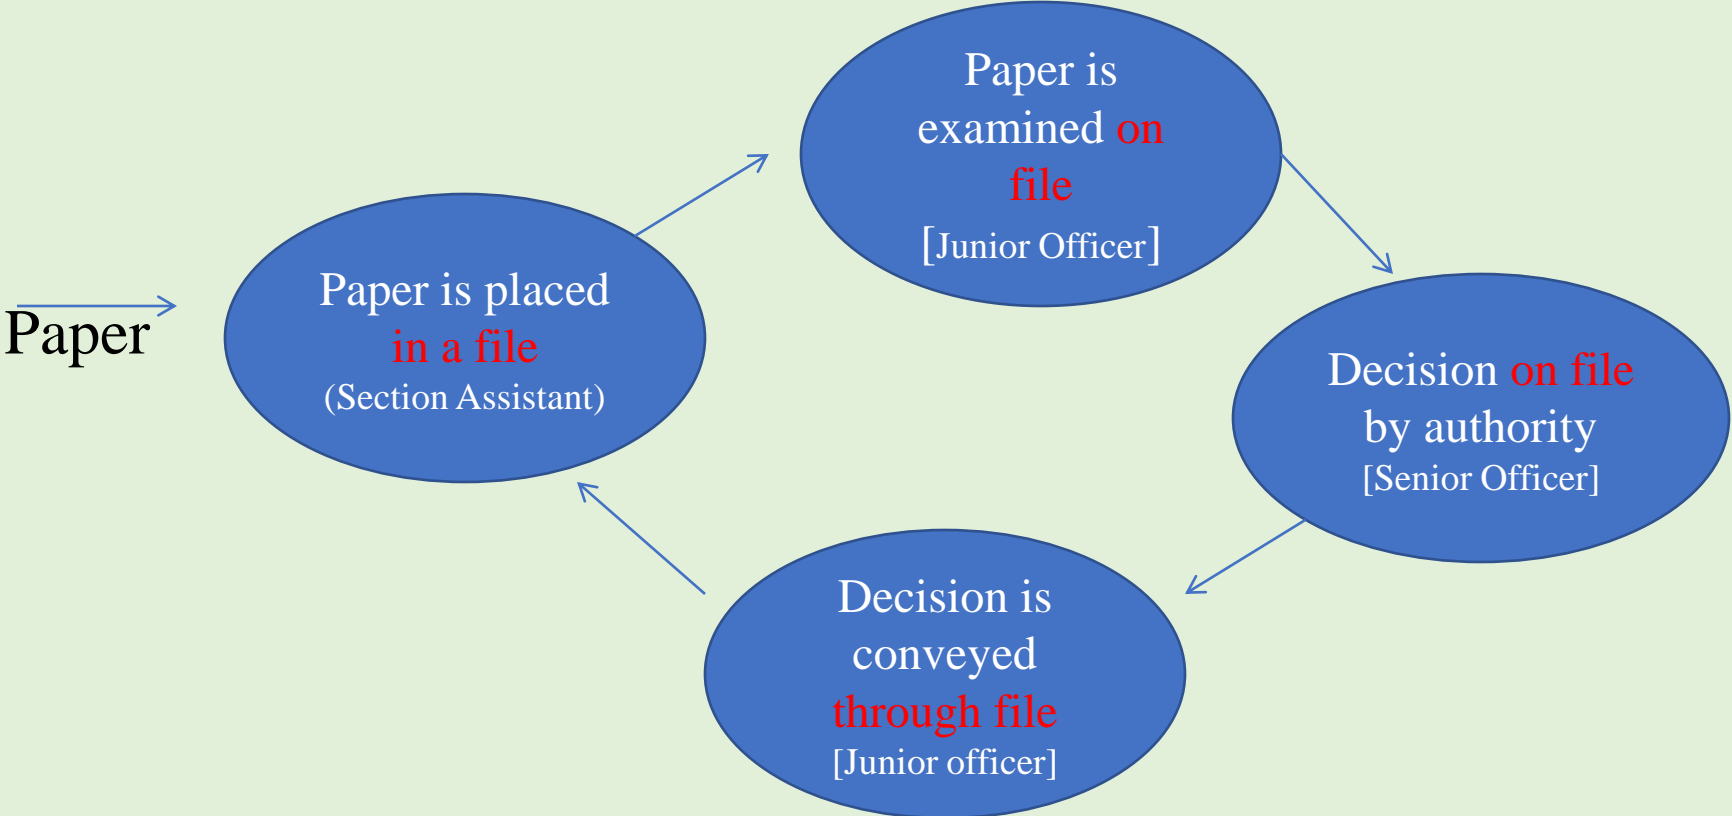 Paper
Paper is placed
in a file
(Section Assistant)
Paper is
examined on
file
[Junior Officer]
Decision on file
by authority
[Senior Officer]
Decision is
conveyed
through file
[Junior officer]